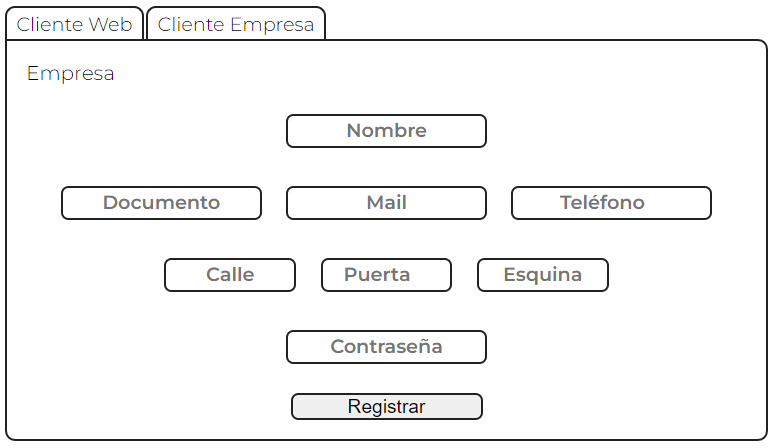 Cliente Web Cliente Empresa
Empresa
Nombre
Documento Mail Teléfono
Calle Puerta Esquina
Contraseña
Registrar